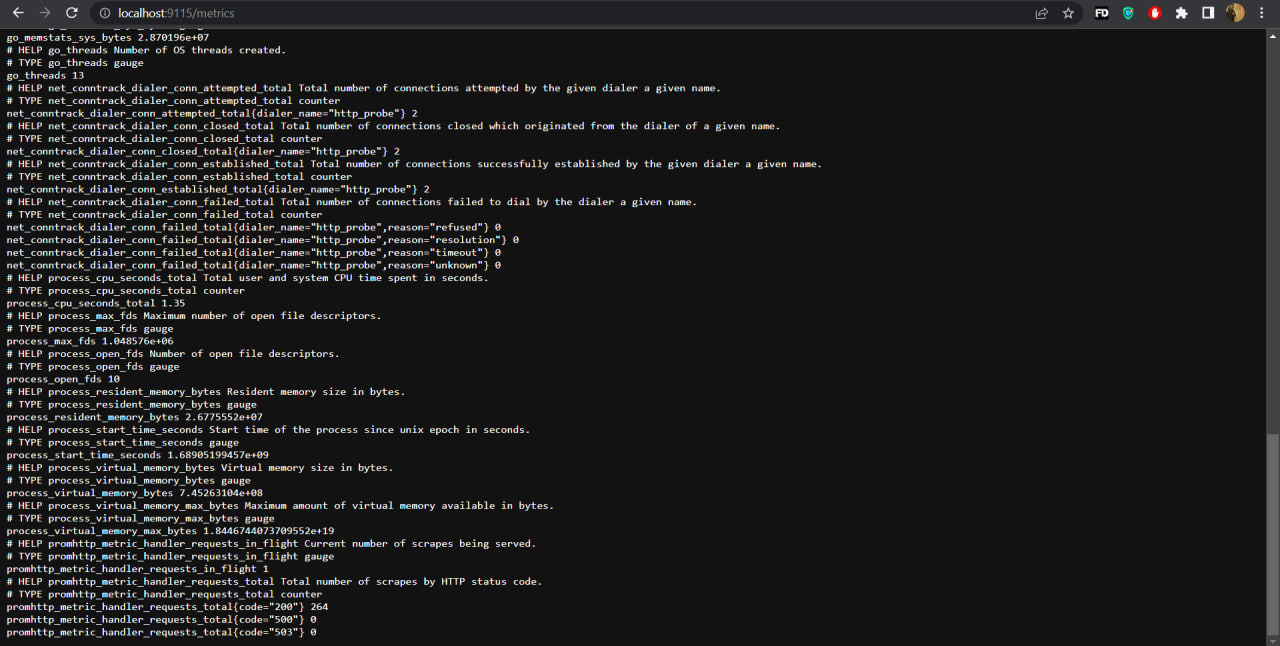 localhost:9115/metrics
FD
go_memstats_sys_bytes 2.870196e+07
# HELP go_threads Number of OS threads created.
# TYPE go_threads gauge
go_threads 13
# HELP net_conntrack_dialer_conn_attempted_total Total number of connections attempted by the given dialer a given name.
# TYPE net_conntrack_dialer_conn_attempted_total counter
net_conntrack_dialer_conn_attempted_total{dialer_name="http_probe"} 2
# HELP net_conntrack_dialer_conn_closed_total Total number of connections closed which originated from the dialer of a given name.
# TYPE net_conntrack_dialer_conn_closed_total counter
net_conntrack_dialer_conn_closed_total{dialer_name="http_probe"} 2
# HELP net_conntrack_dialer_conn_established_total Total number of connections successfully established by the given dialer a given name.
# TYPE net_conntrack_dialer_conn_established_total counter
net_conntrack_dialer_conn_established_total{dialer_name="http_probe"} 2
# HELP net_conntrack_dialer_conn_failed_total Total number of connections failed to dial by the dialer a given name.
# TYPE net_conntrack_dialer_conn_failed_total counter
net_conntrack_dialer_conn_failed_total{dialer_name="http_probe",reason="refused"} 0
net_conntrack_dialer_conn_failed_total{dialer_name="http_probe",reason="resolution"} 0
net_conntrack_dialer_conn_failed_total{dialer_name="http_probe",reason="timeout"} 0
net_conntrack_dialer_conn_failed_total{dialer_name="http_probe",reason="unknown"} 0
# HELP process_cpu_seconds_total Total user and system CPU time spent in seconds.
# TYPE process_cpu_seconds_total counter
process_cpu_seconds_total 1.35
# HELP process_max_fds Maximum number of open file descriptors.
# TYPE process_max_fds gauge
process_max_fds 1.048576e+06
# HELP process_open_fds Number of open file descriptors.
# TYPE process_open_fds gauge
process_open_fds 10
# HELP process_resident_memory_bytes Resident memory size in bytes.
# TYPE process_resident_memory_bytes gauge
process_resident_memory_bytes 2.6775552e+07
# HELP process_start_time_seconds Start time of the process since unix epoch in seconds.
# TYPE process_start_time_seconds gauge
process_start_time_seconds 1.68905199457e+09
# HELP process_virtual_memory_bytes Virtual memory size in bytes.
# TYPE process_virtual_memory_bytes gauge
process_virtual_memory_bytes 7.45263104e+08
# HELP process_virtual_memory_max_bytes Maximum amount of virtual memory available in bytes.
# TYPE process_virtual_memory_max_bytes gauge
process_virtual_memory_max_bytes 1.8446744073709552e+19
# HELP promhttp_metric_handler_requests_in_flight Current number of scrapes being served.
# TYPE promhttp_metric_handler_requests_in_flight gauge
promhttp_metric_handler_requests_in_flight 1
# HELP promhttp_metric_handler_requests_total Total number of scrapes by HTTP status code.
# TYPE promhttp_metric_handler_requests_total counter
promhttp_metric_handler_requests_total{code="200"} 264
promhttp_metric_handler_requests_total{code="500"} 0
promhttp_metric_handler_requests_total{code="503"} 0